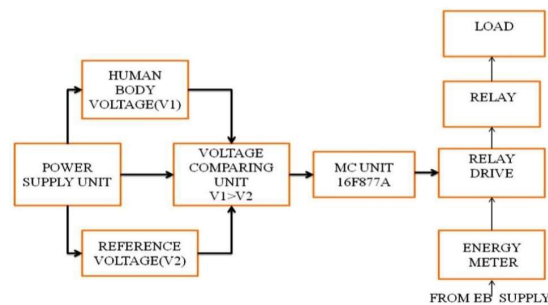 LOAD
HUMAN
BODY
VOLTAGE(V1)
RELAY
POWER
SUPPLY UNIT
VOLTAGE
COMPARING
UNIT
V1>V2
MC UNIT
16F877A
RELAY
DRIVE
REFERENCE
VOLTAGE(V2)
ENERGY
METER
FROM EB SUPPLY